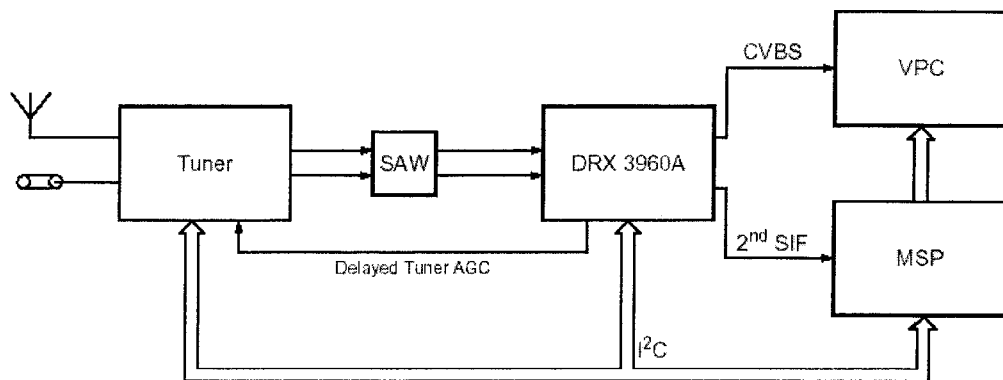 CVBS
VPC
Tuner
SAW
DRX 3960A
2nd SIF
MSP
Delayed Tuner AGC
I2C